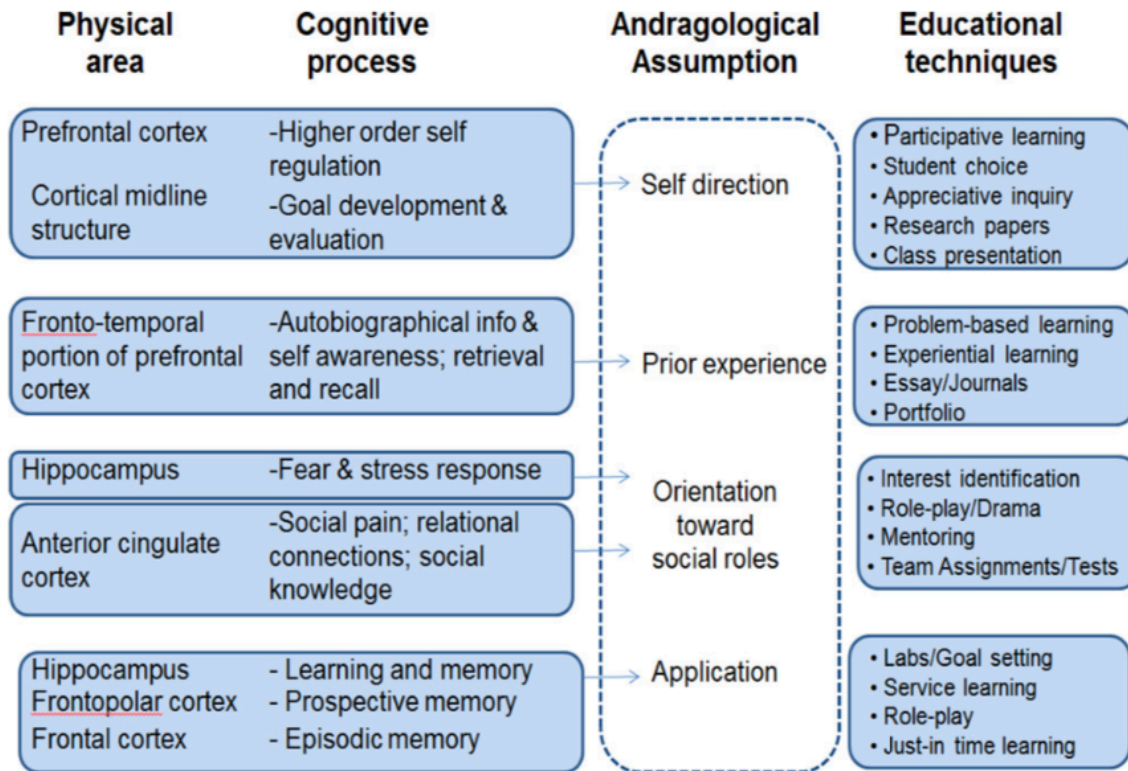 Physical area
Cognitive process
Andragological Assumption
Educational techniques
Prefrontal cortex
Cortical midline structure
-Higher order self regulation
-Goal development & evaluation
Self direction
• Participative learning
• Student choice
• Appreciative inquiry
• Research papers
• Class presentation
Fronto-temporal portion of prefrontal cortex
-Autobiographical info & self awareness; retrieval and recall
Prior experience
• Problem-based learning
• Experiential learning
• Essay/Journals
• Portfolio
Hippocampus
-Fear & stress response
Anterior cingulate cortex
-Social pain; relational connections; social knowledge
Orientation toward social roles
• Interest identification
• Role-play/Drama
• Mentoring
• Team Assignments/Tests
Hippocampus
- Learning and memory
Frontopolar cortex
- Prospective memory
Frontal cortex
- Episodic memory
Application
• Labs/Goal setting
• Service learning
• Role-play
• Just-in time learning